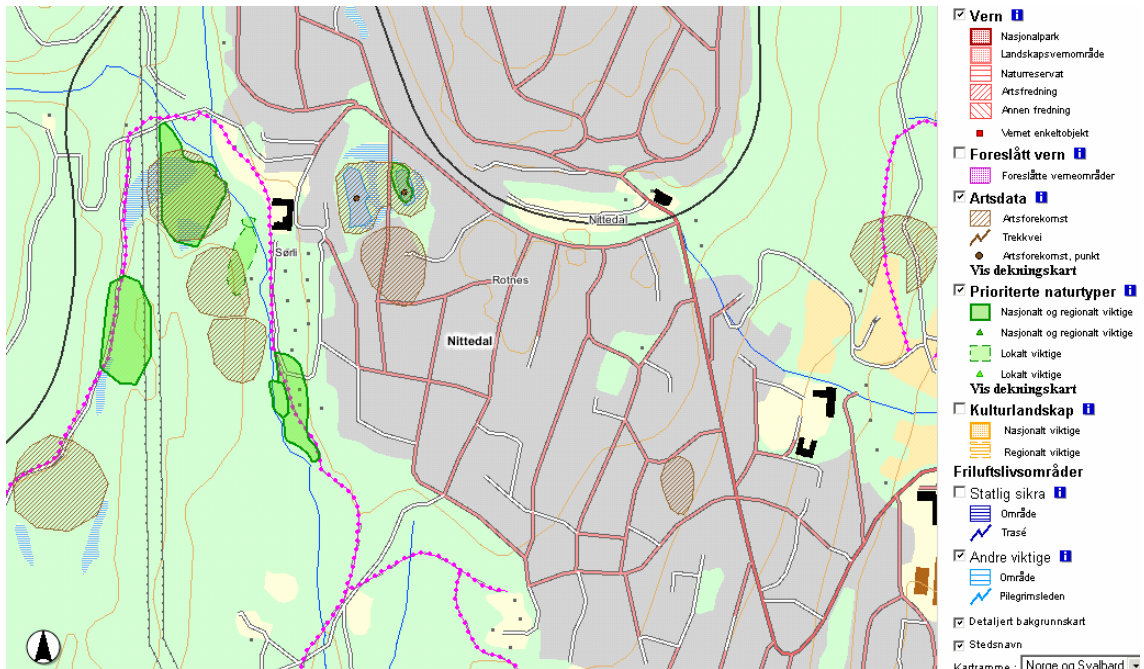 Nittedal
Sørli
Rotnes
Nittedal
Vern i
Nasjonalpark
Landskapsvernområde
Naturreservat
Artsfredning
Annen fredning
Vernet enkeltobjekt
Foreslått vern i
Foreslåtte verneområder
Artsdata i
Artsforekomst
Trekkvei
Artsforekomst, punkt
Vis dekningskart
Prioriterte naturtyper i
Nasjonalt og regionalt viktige
Nasjonalt og regionalt viktige
Lokalt viktige
Lokalt viktige
Vis dekningskart
Kulturlandskap i
Nasjonalt viktige
Regionalt viktige
Friluftslivsområder
Statlig sikra i
Område
Trasé
Andre viktige i
Område
Pilegrimsleden
Detaljert bakgrunnskart
Stedsnavn
Kartramme : Norge og Svalbard